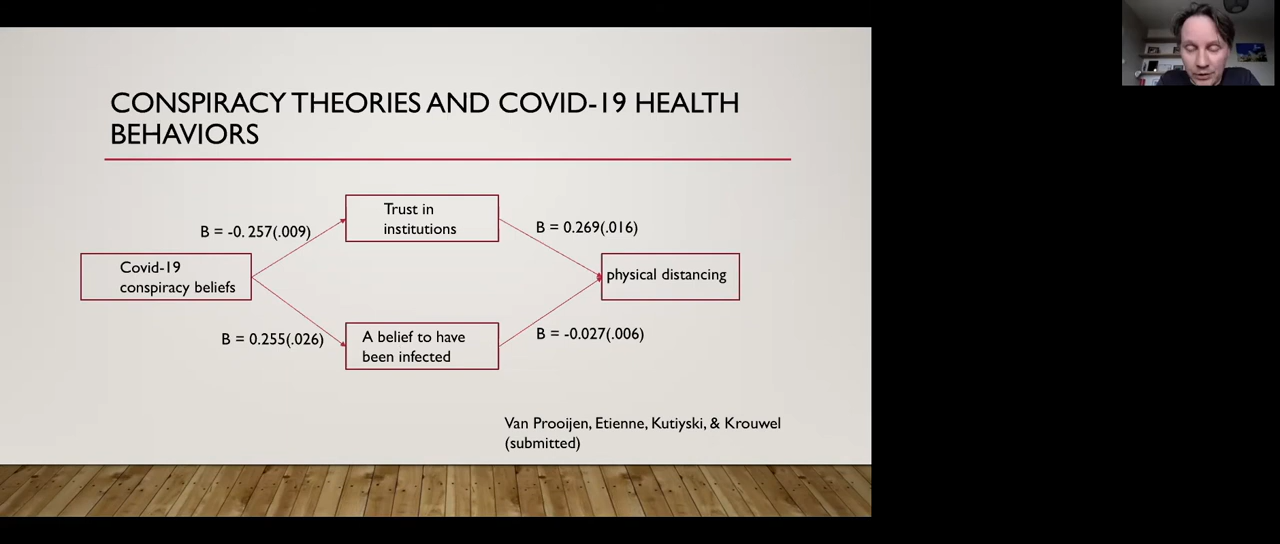 CONSPIRACY THEORIES AND COVID-19 HEALTH
BEHAVIORS
Trust in
institutions
B = -0. 257(.009)
B = 0.269(.016)
Covid-19
conspiracy beliefs
physical distancing
B = 0.255(.026)
A belief to have
been infected
B = -0.027(.006)
Van Prooijen, Etienne, Kutiyski, & Krouwel
(submitted)